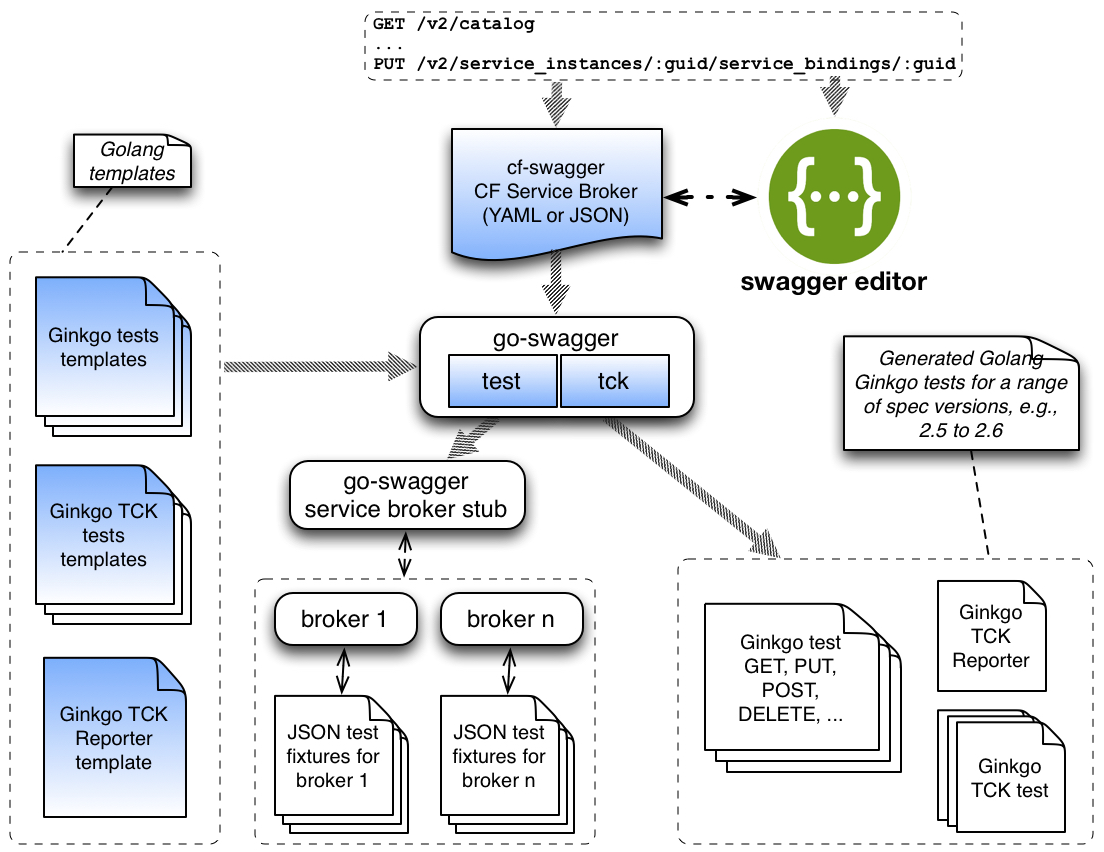 GET /v2/catalog
...
PUT /v2/service_instances/:guid/service_bindings/:guid
Golang
templates
cf-swagger
CF Service Broker
(YAML or JSON)
{...}
swagger editor
Ginkgo tests
templates
go-swagger
test
tck
Generated Golang
Ginkgo tests for a range
of spec versions, e.g.,
2.5 to 2.6
Ginkgo TCK
tests
templates
go-swagger
service broker stub
broker 1
broker n
Ginkgo test
GET, PUT,
POST,
DELETE, ...
Ginkgo
TCK
Reporter
Ginkgo TCK
Reporter
template
JSON test
fixtures for
broker 1
JSON test
fixtures for
broker n
Ginkgo
TCK test